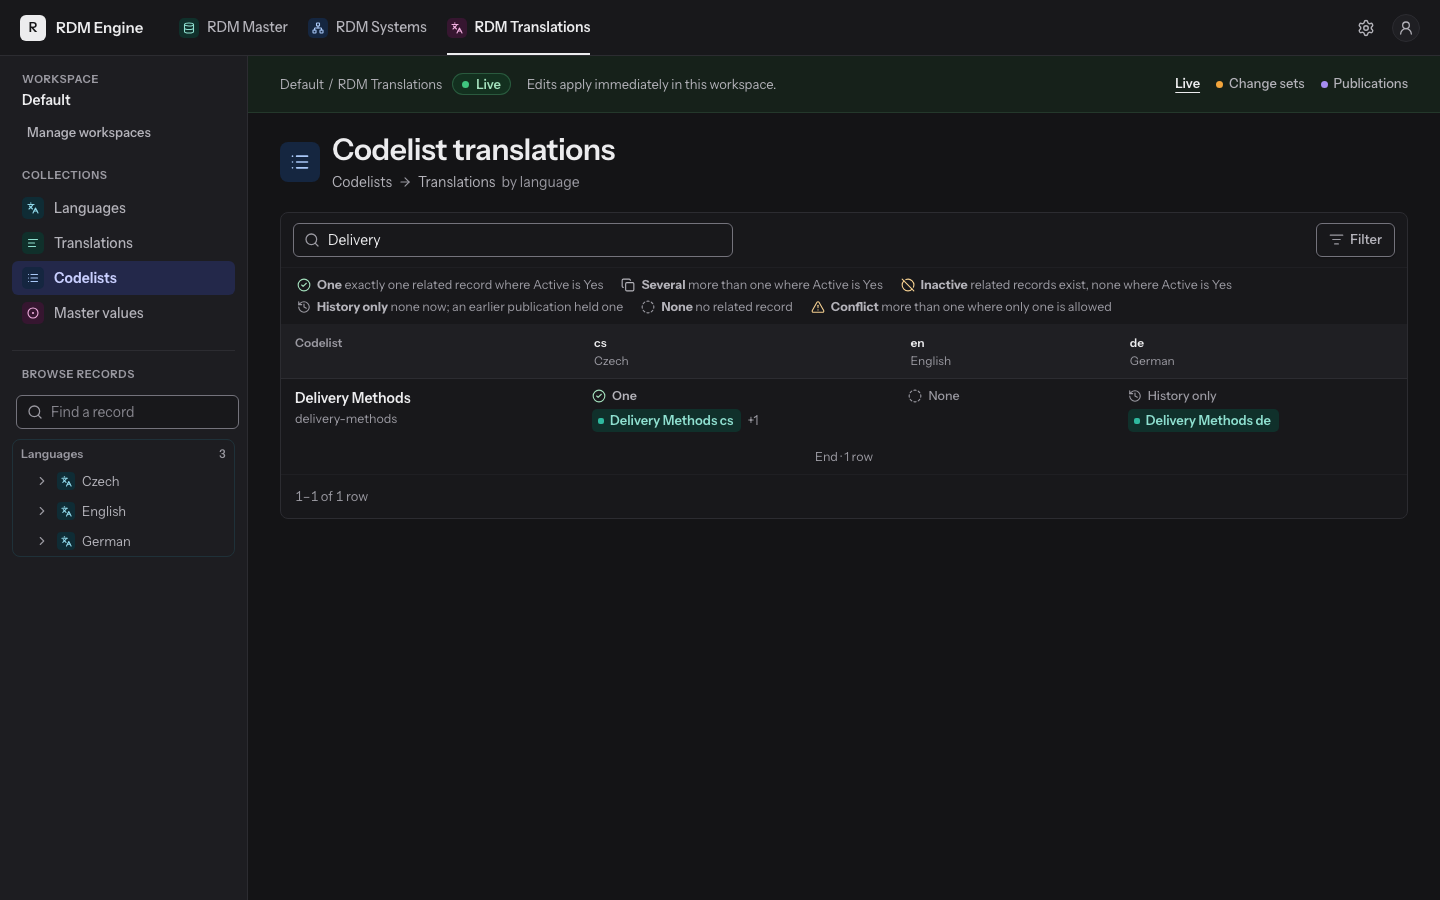 R RDM Engine RDM Master RDM Systems RDM Translations
WORKSPACE
Default
Manage workspaces
COLLECTIONS
Languages
Translations
Codelists
Master values
BROWSE RECORDS
Find a record
Languages 3
Czech
English
German
Default / RDM Translations Live Edits apply immediately in this workspace. Live Change sets Publications
Codelist translations
Codelists → Translations by language
Delivery Filter
One exactly one related record where Active is Yes Several more than one where Active is Yes Inactive related records exist, none where Active is Yes
History only none now; an earlier publication held one None no related record Conflict more than one where only one is allowed
Codelist cs en de
Czech English German
Delivery Methods One None History only
delivery-methods Delivery Methods cs +1 Delivery Methods de
End · 1 row
1–1 of 1 row